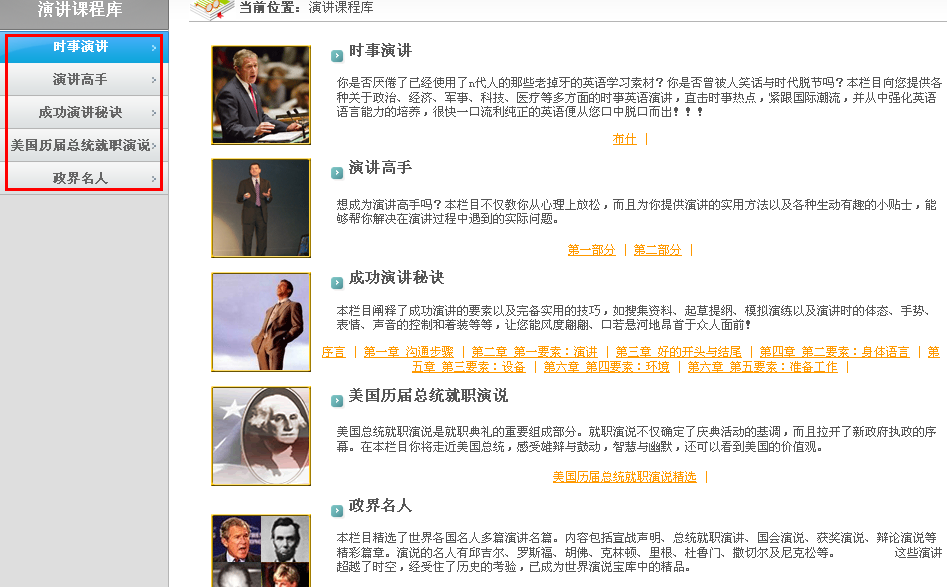 演讲课程库
时事演讲
演讲高手
成功演讲秘诀
美国历届总统就职演说
政界名人
当前位置：演讲课程库
时事演讲
你是否厌倦了已经使用了n代人的那些老掉牙的英语学习素材？你是否曾被人笑话与时代脱节吗？本栏目向您提供各
种关于政治、经济、军事、科技、医疗等多方面的时事英语演讲，直击时事热点，紧跟国际潮流，并从中强化英语
语言能力的培养，很快一口流利纯正的英语便从您口中脱口而出！！！
布什 |
演讲高手
想成为演讲高手吗？本栏目不仅教你从心理上放松，而且为你提供演讲的实用方法以及各种生动有趣的小贴士，能
够帮你解决在演讲过程中遇到的实际问题。
第一部分 | 第二部分 |
成功演讲秘诀
本栏目阐释了成功演讲的要素以及完备实用的技巧，如搜集资料、起草提纲、模拟演练以及演讲时的体态、手势、
表情、声音的控制和着装等等，让您能风度翩翩、口若悬河地昂首于众人面前！
序言 | 第一章 沟通步骤 | 第二章 第一要素：演讲 | 第三章 好的开头与结尾 | 第四章 第二要素：身体语言 | 第
五章 第三要素：设备 | 第六章 第四要素：环境 | 第六章 第五要素：准备工作 |
美国历届总统就职演说
美国总统就职演说是就职典礼的重要组成部分。就职演说不仅确定了庆典活动的基调，而且拉开了新政府执政的序
幕。在本栏目你将走近美国总统，感受雄辩与鼓动，智慧与幽默，还可以看到美国的价值观。
美国历届总统就职演说精选 |
政界名人
本栏目精选了世界各国名人多篇演讲名篇。内容包括宣战声明、总统就职演讲、国会演说、获奖演说、辩论演说等
精彩篇章。演说的名人有邱吉尔、罗斯福、胡佛、克林顿、里根、杜鲁门、撒切尔及尼克松等。 这些演讲
超越了时空，经受住了历史的考验，已成为世界演说宝库中的精品。